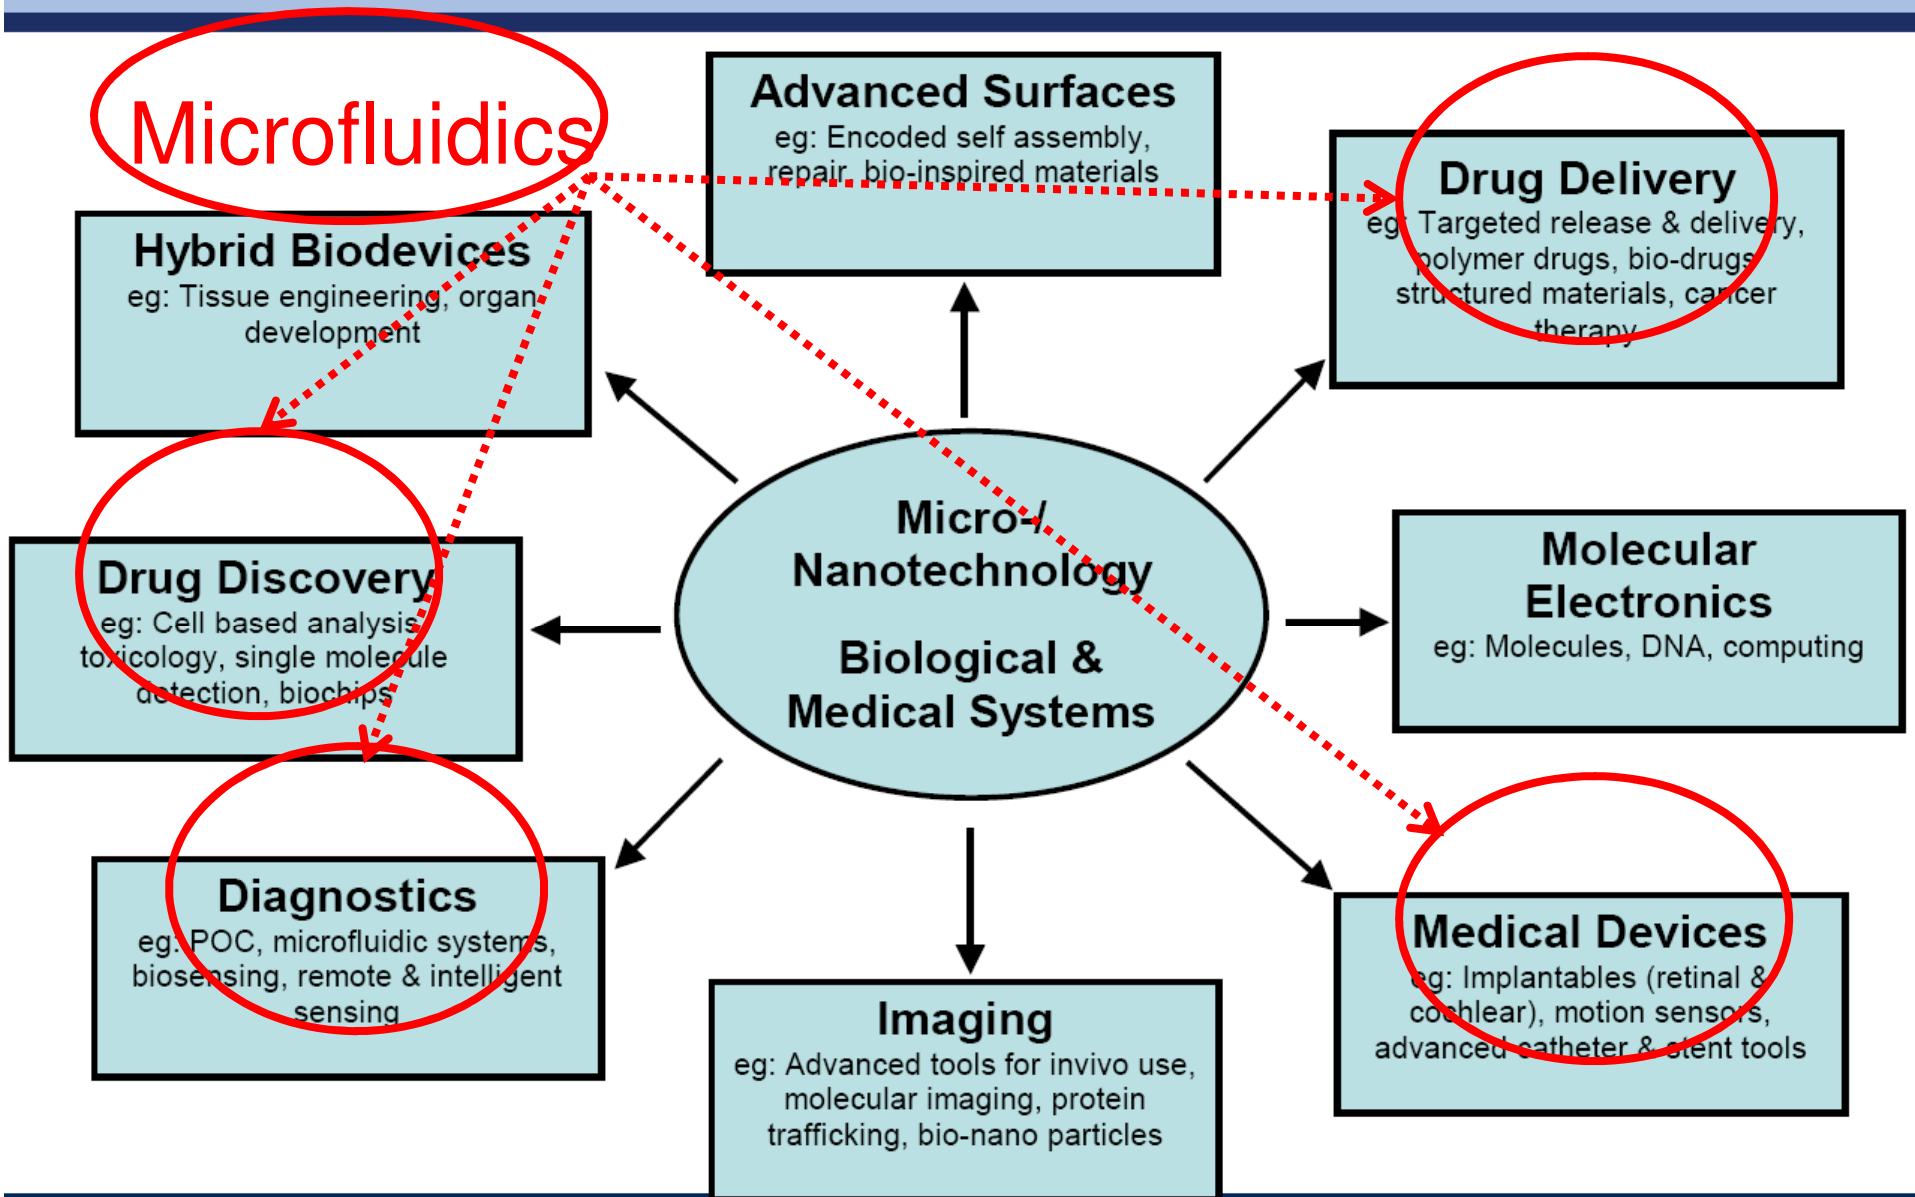 Microfluidics
Advanced Surfaces
eg: Encoded self assembly,
repair, bio-inspired materials
Drug Delivery
eg: Targeted release & delivery,
polymer drugs, bio-drugs
structured materials, cancer
therapy
Hybrid Biodevices
eg: Tissue engineering, organ
development
Micro-/
Nanotechnology
Biological &
Medical Systems
Molecular
Electronics
eg: Molecules, DNA, computing
Drug Discovery
eg: Cell based analysis
toxicology, single molecule
detection, biochips
Diagnostics
eg: POC, microfluidic systems,
biosensing, remote & intelligent
sensing
Medical Devices
eg: Implantables (retinal &
cochlear), motion sensors,
advanced catheter & stent tools
Imaging
eg: Advanced tools for invivo use,
molecular imaging, protein
trafficking, bio-nano particles